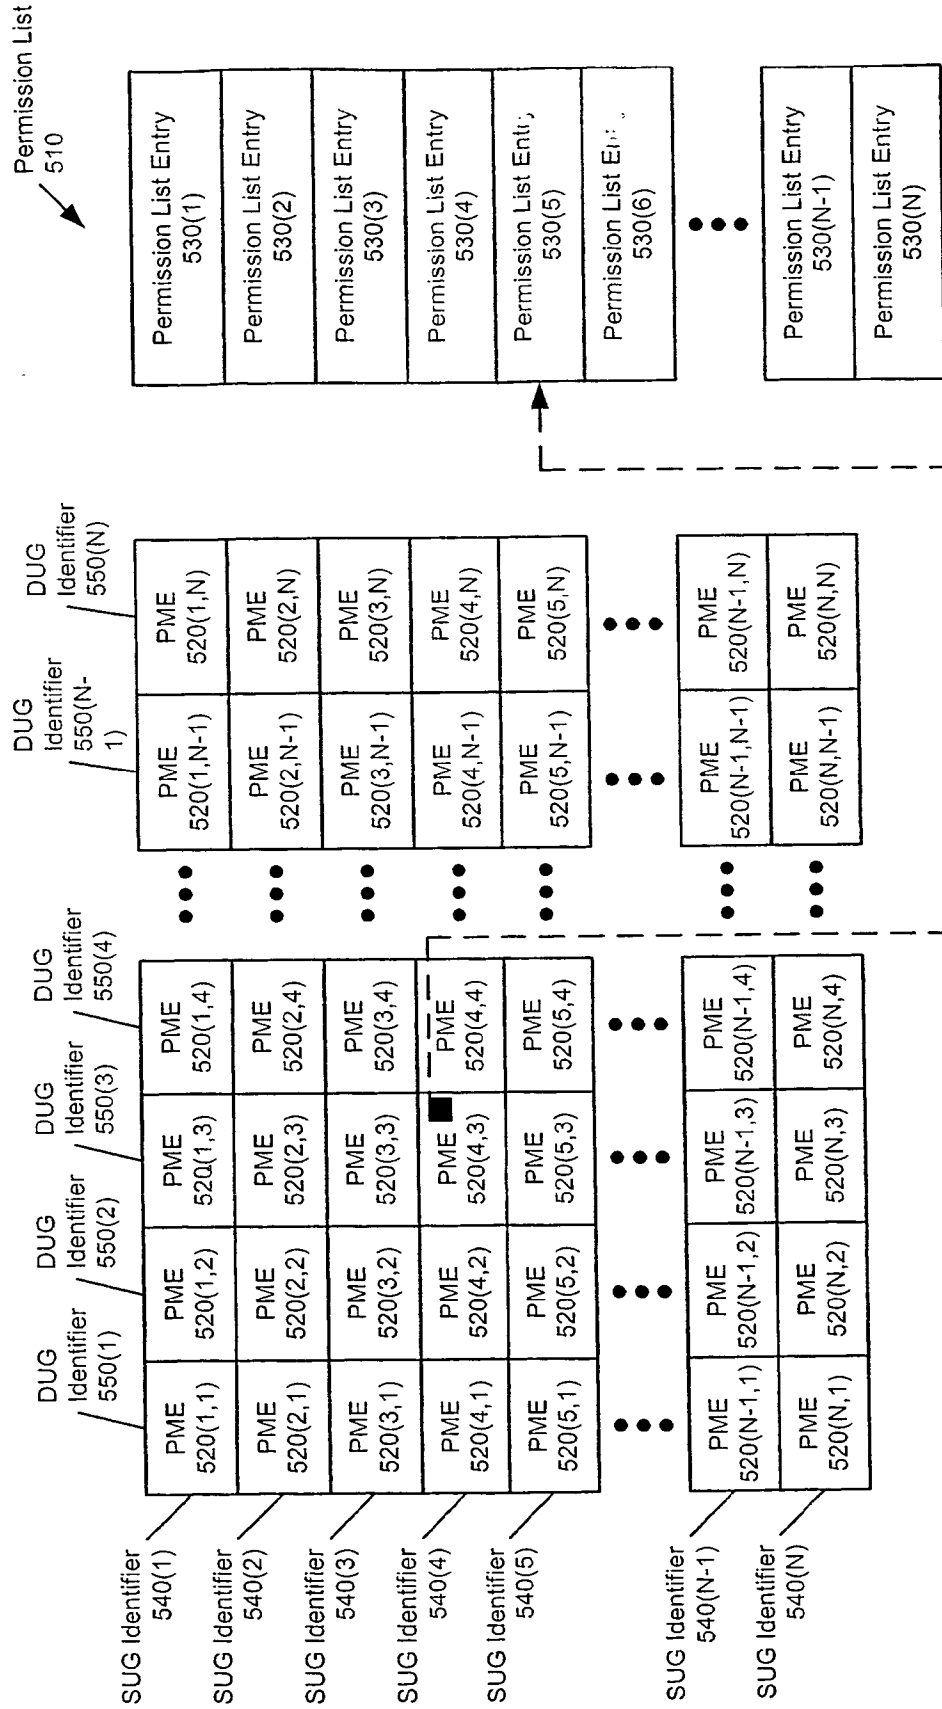 DUG
Identifier
550(1)
DUG
Identifier
550(2)
DUG
Identifier
550(3)
DUG
Identifier
550(4)
DUG
Identifier
550(N-
1)
DUG
Identifier
550(N)
Permission List
510
SUG Identifier
540(1)
SUG Identifier
540(2)
SUG Identifier
540(3)
SUG Identifier
540(4)
SUG Identifier
540(5)
SUG Identifier
540(N-1)
SUG Identifier
540(N)
PME
520(1,1)
PME
520(1,2)
PME
520(1,3)
PME
520(1,4)
PME
520(1,N-1)
PME
520(1,N)
PME
520(2,1)
PME
520(2,2)
PME
520(2,3)
PME
520(2,4)
PME
520(2,N-1)
PME
520(2,N)
PME
520(3,1)
PME
520(3,2)
PME
520(3,3)
PME
520(3,4)
PME
520(3,N-1)
PME
520(3,N)
PME
520(4,1)
PME
520(4,2)
PME
520(4,3)
PME
520(4,4)
PME
520(4,N-1)
PME
520(4,N)
PME
520(5,1)
PME
520(5,2)
PME
520(5,3)
PME
520(5,4)
PME
520(5,N-1)
PME
520(5,N)
PME
520(N-1,1)
PME
520(N-1,2)
PME
520(N-1,3)
PME
520(N-1,4)
PME
520(N-1,N-1)
PME
520(N-1,N)
PME
520(N,1)
PME
520(N,2)
PME
520(N,3)
PME
520(N,4)
PME
520(N,N-1)
PME
520(N,N)
Permission List Entry
530(1)
Permission List Entry
530(2)
Permission List Entry
530(3)
Permission List Entry
530(4)
Permission List Entry
530(5)
Permission List
530(6)
Permission List Entry
530(N-1)
Permission List Entry
530(N)